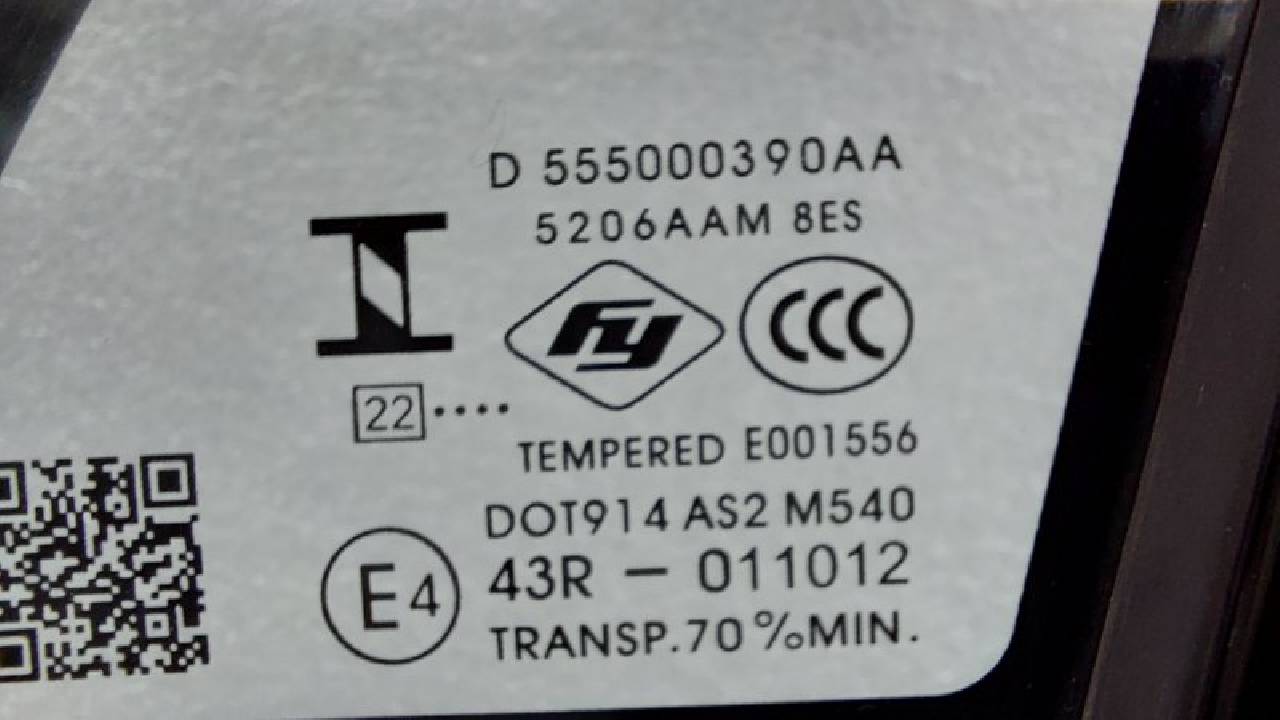 D 555000390AA
5206AAM 8ES
fy
CCC
22 ····
TEMPERED E001556
DOT914 AS2 M540
E4
43R – 011012
TRANSP.70%MIN.